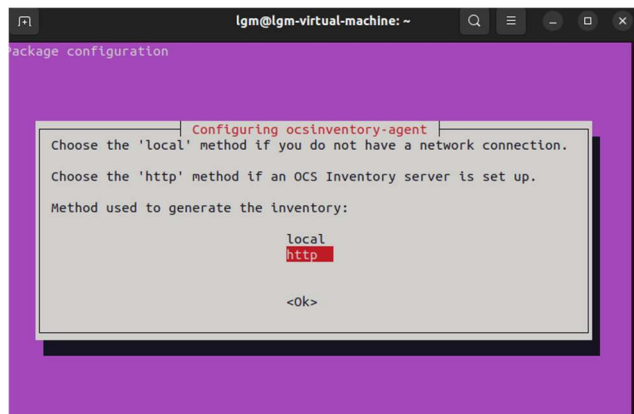 lgm@lgm-virtual-machine: ~
Package configuration
Configuring ocsinventory-agent
Choose the 'local' method if you do not have a network connection.
Choose the 'http' method if an OCS Inventory server is set up.
Method used to generate the inventory:
local
http
<Ok>